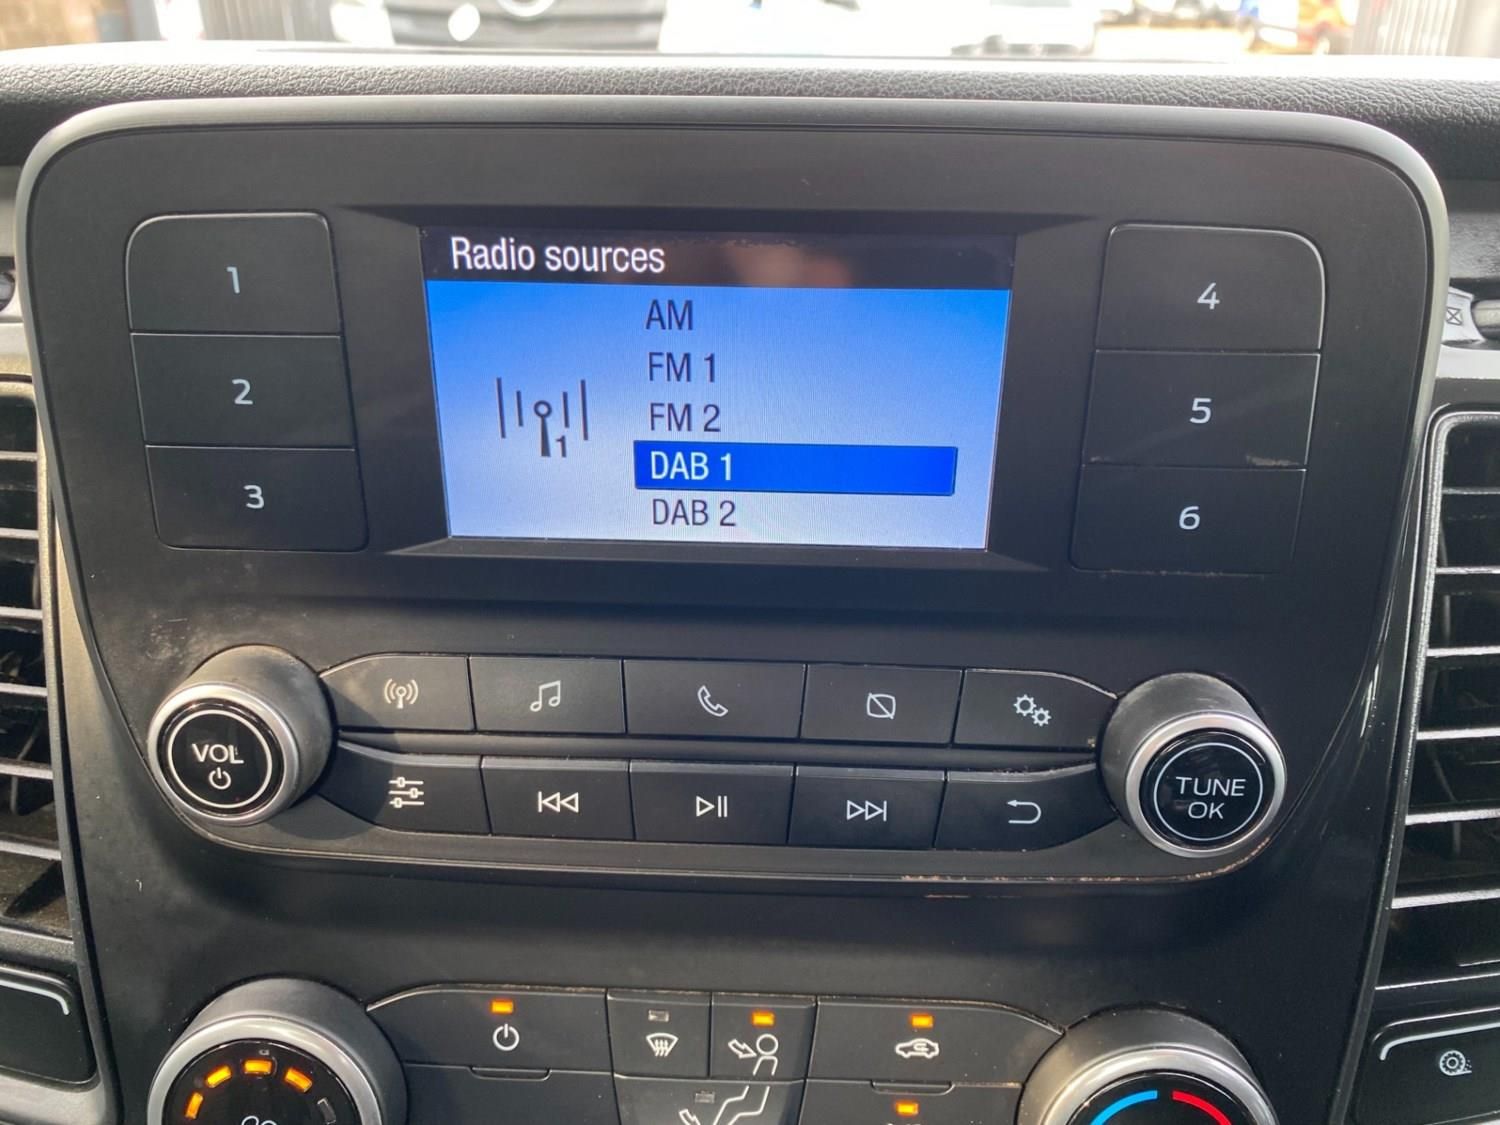 Radio sources
AM
FM 1
FM 2
DAB 1
DAB 2
1
1
2
3
4
5
6
VOL
TUNE
OK